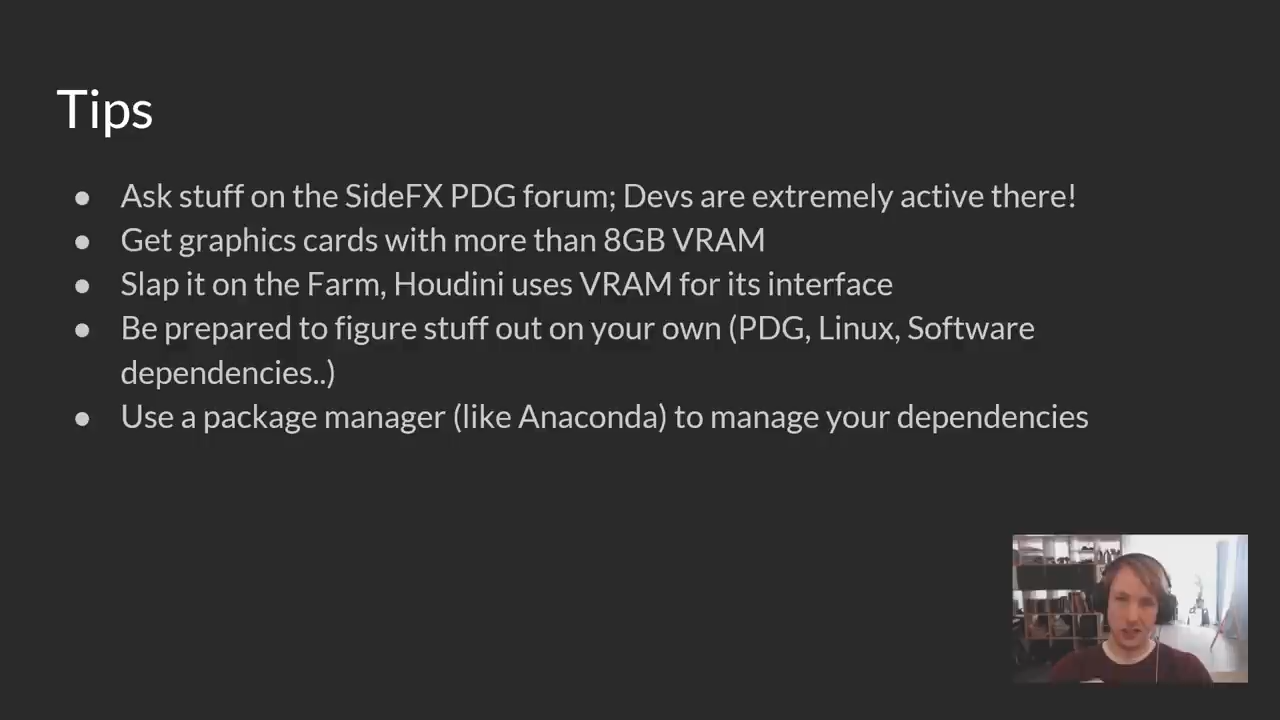 Tips
● Ask stuff on the SideFX PDG forum; Devs are extremely active there!
● Get graphics cards with more than 8GB VRAM
● Slap it on the Farm, Houdini uses VRAM for its interface
● Be prepared to figure stuff out on your own (PDG, Linux, Software
dependencies..)
● Use a package manager (like Anaconda) to manage your dependencies